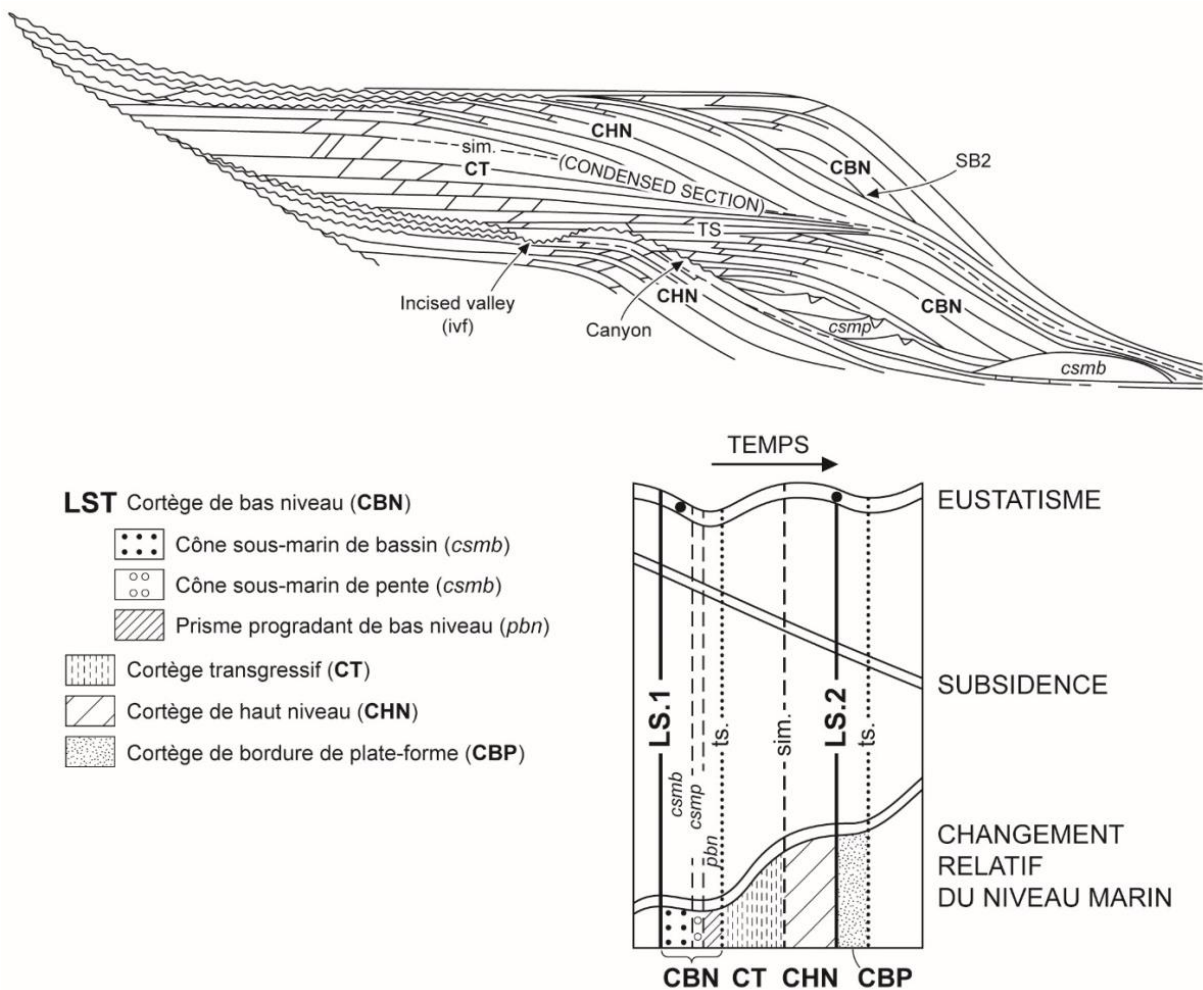 CHN
CBN
SB2
sim.
CT
(CONDENSED SECTION)
TS
CHN
CBN
Incised valley
(ivf)
Canyon
csmp
csmb
TEMPS
LST Cortège de bas niveau (CBN)
Cône sous-marin de bassin (csmb)
Cône sous-marin de pente (csmb)
Prisme progradant de bas niveau (pbn)
Cortège transgressif (CT)
Cortège de haut niveau (CHN)
Cortège de bordure de plate-forme (CBP)
EUSTATISME
SUBSIDENCE
LS.1
csmb
csmp
pbn
ts.
sim.
LS.2
ts.
CHANGEMENT
RELATIF
DU NIVEAU MARIN
CBN CT CHN CBP